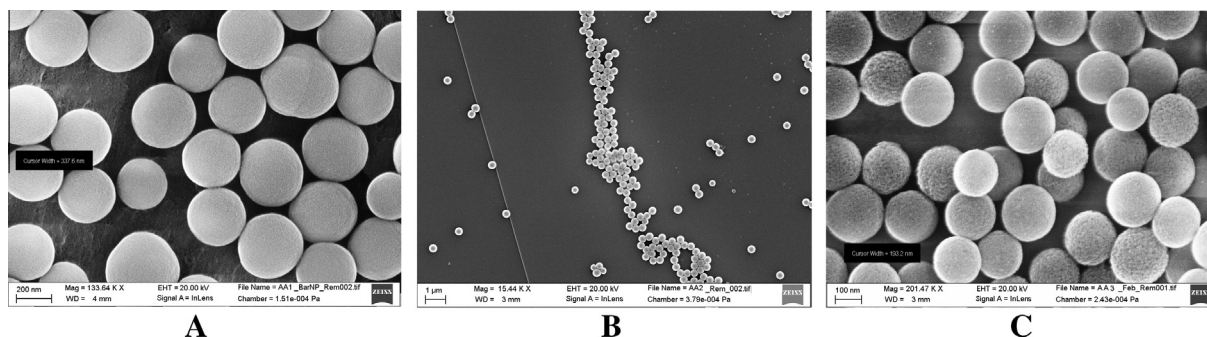 Cursor Width = 337.6 nm
200 nm
Mag = 133.64 K X
EHT = 20.00 kV
File Name = AA1 _BarNP_Rem002.tif
WD = 4 mm
Signal A = InLens
Chamber = 1.51e-004 Pa
ZEISS
A
1 µm
Mag = 15.44 K X
EHT = 20.00 kV
File Name = AA2 _Rem_002.tif
WD = 3 mm
Signal A = InLens
Chamber = 3.79e-004 Pa
ZEISS
B
Cursor Width = 193.2 nm
100 nm
Mag = 201.47 K X
EHT = 20.00 kV
File Name = AA3 _Feb_Rem001.tif
WD = 3 mm
Signal A = InLens
Chamber = 2.43e-004 Pa
ZEISS
C